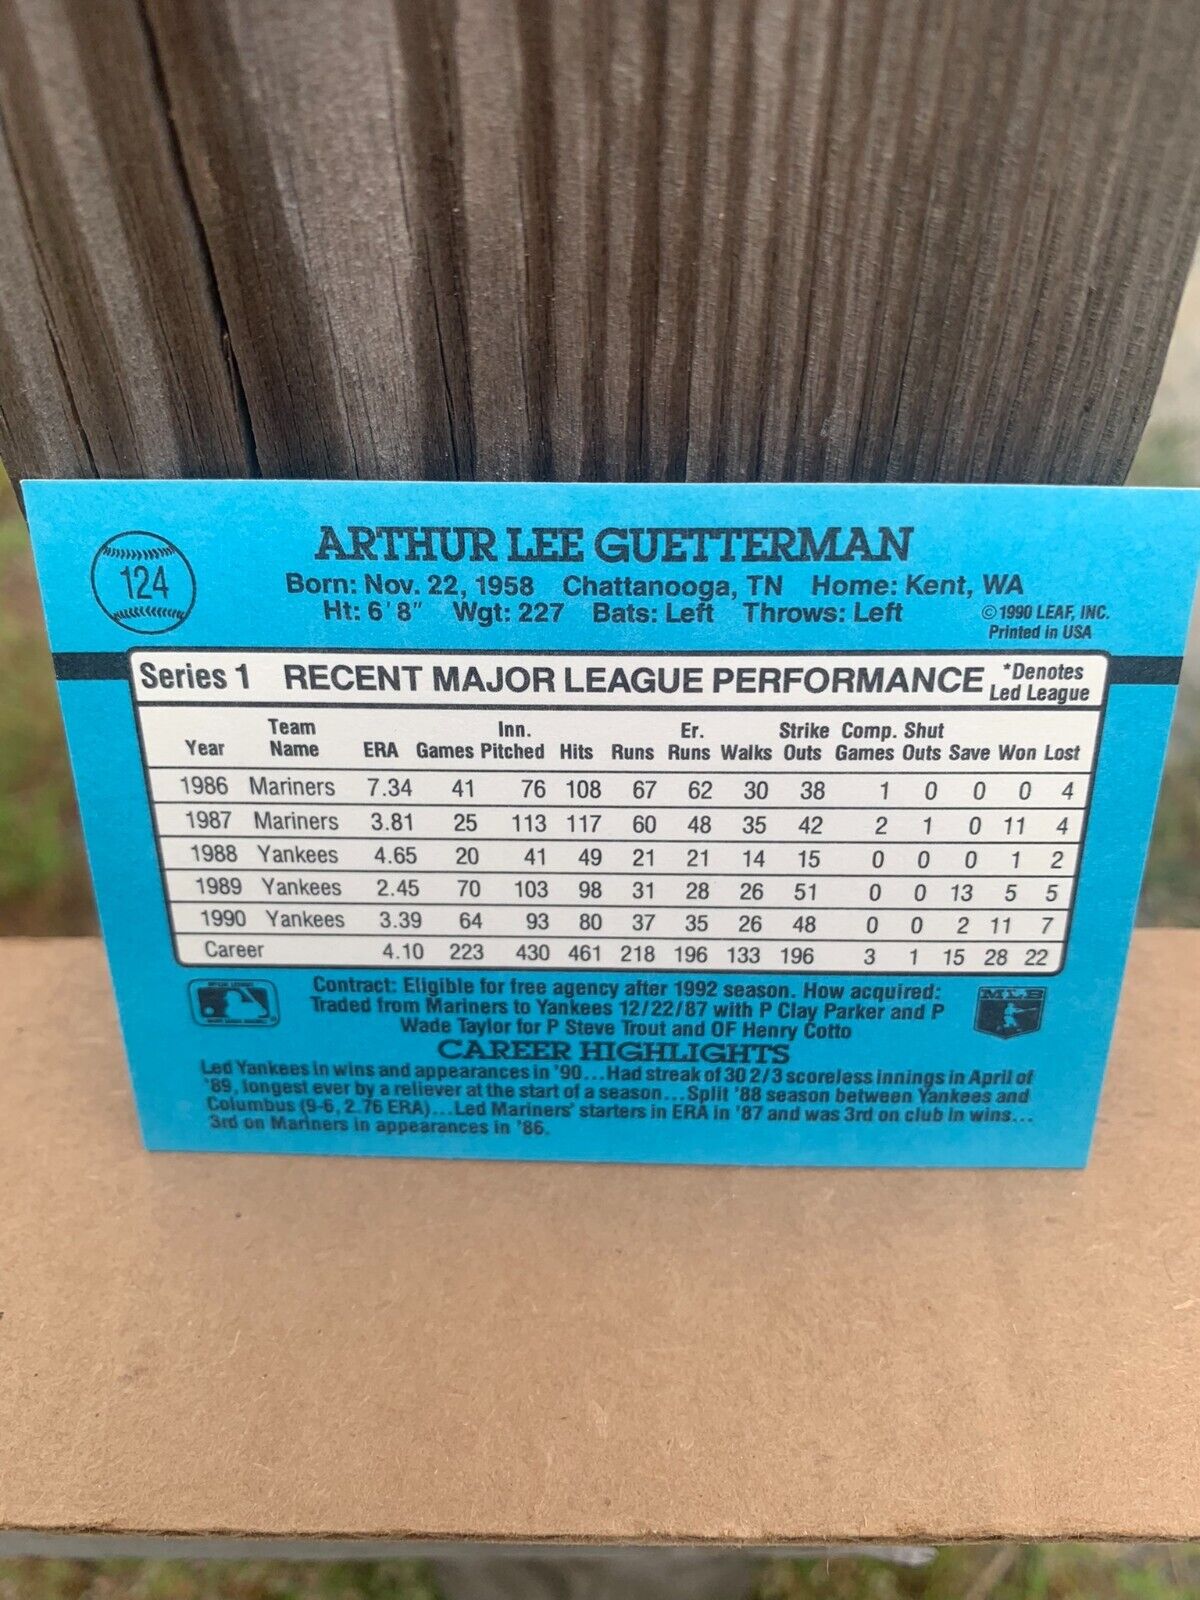 124
ARTHUR LEE GUETTERMAN
Born: Nov. 22, 1958 Chattanooga, TN Home: Kent, WA
Ht: 6' 8" Wgt: 227 Bats: Left Throws: Left
© 1990 LEAF, INC.
Printed in USA
Series 1 RECENT MAJOR LEAGUE PERFORMANCE
*Denotes
Led League
Team Inn. Er. Strike Comp. Shut
Year Name ERA Games Pitched Hits Runs Runs Walks Outs Games Outs Save Won Lost
1986 Mariners 7.34 41 76 108 67 62 30 38 1 0 0 0 4
1987 Mariners 3.81 25 113 117 60 48 35 42 2 1 0 11 4
1988 Yankees 4.65 20 41 49 21 21 14 15 0 0 0 1 2
1989 Yankees 2.45 70 103 98 31 28 26 51 0 0 13 5 5
1990 Yankees 3.39 64 93 80 37 35 26 48 0 0 2 11 7
Career 4.10 223 430 461 218 196 133 196 3 1 15 28 22
Contract: Eligible for free agency after 1992 season. How acquired:
Traded from Mariners to Yankees 12/22/87 with P Clay Parker and P
Wade Taylor for P Steve Trout and OF Henry Cotto
MLB
CAREER HIGHLIGHTS
Led Yankees in wins and appearances in '90...Had streak of 30 2/3 scoreless innings in April of
'89, longest ever by a reliever at the start of a season...Split '88 season between Yankees and
Columbus (9-6, 2.76 ERA)...Led Mariners' starters in ERA in '87 and was 3rd on club in wins...
3rd on Mariners in appearances in '86.